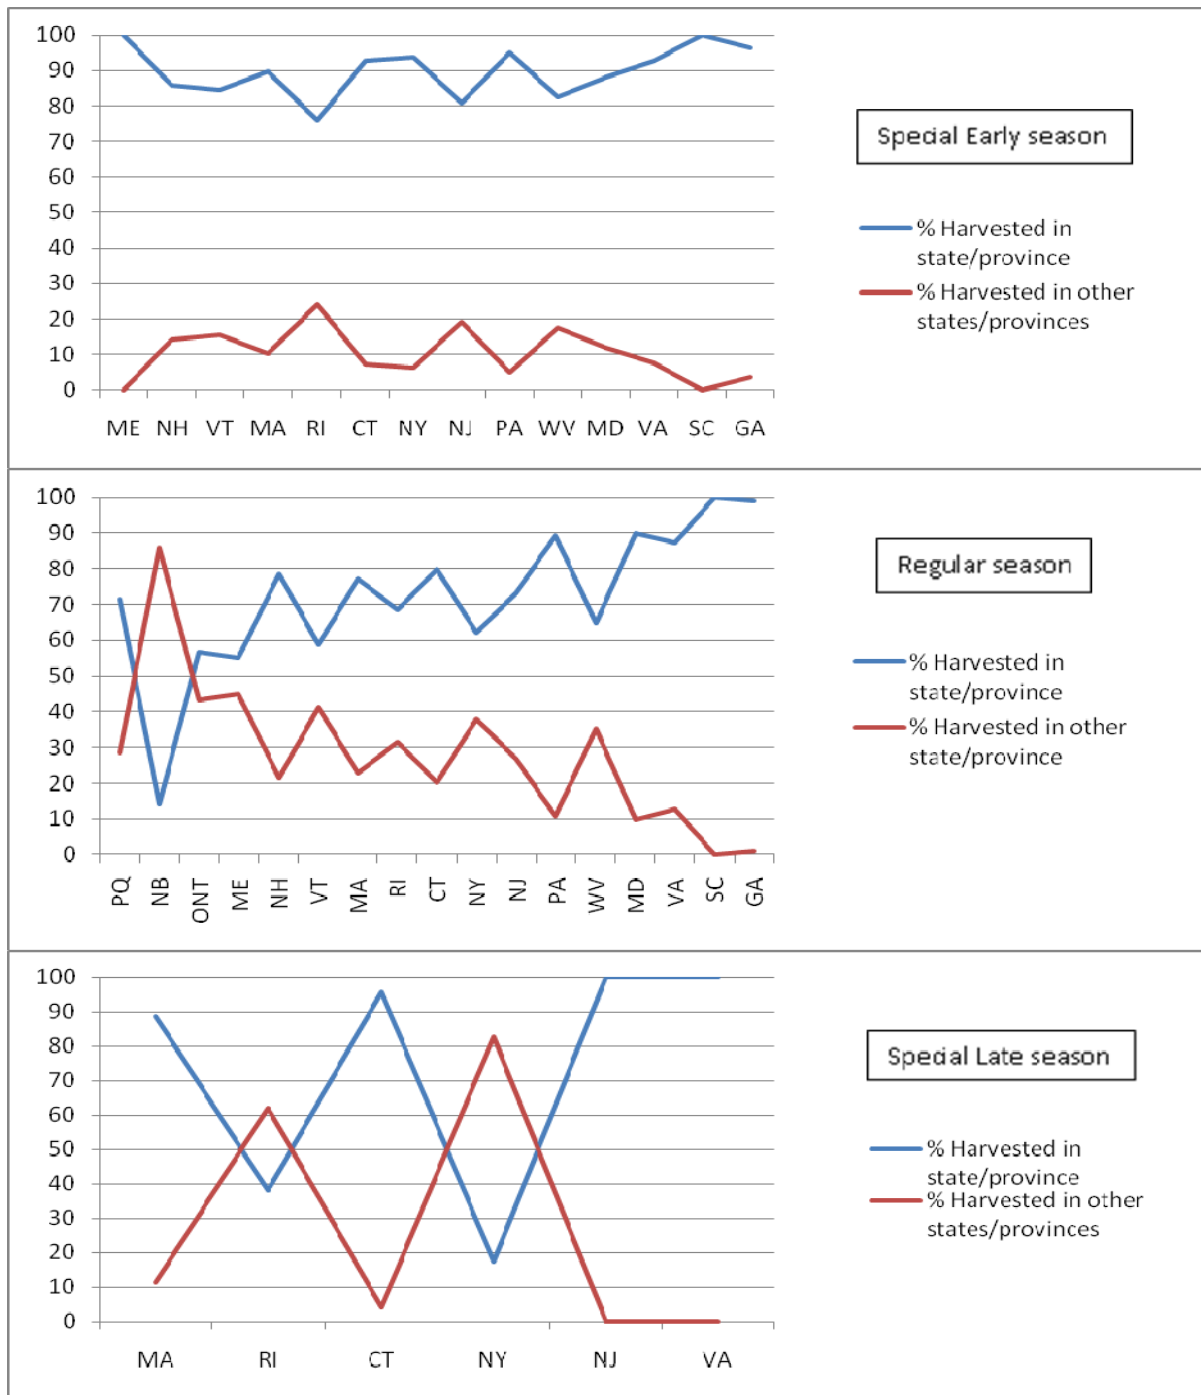 100
90
80
70
60
50
40
30
20
10
0
ME NH VT MA RI CT NY NJ PA WV MD VA SC GA
Special Early season
% Harvested in
state/province
% Harvested in other
states/provinces
100
90
80
70
60
50
40
30
20
10
0
PQ NB ONT ME NH VT MA RI CT NY NJ PA WV MD VA SC GA
Regular season
% Harvested in
state/province
% Harvested in other
state/province
100
90
80
70
60
50
40
30
20
10
0
MA RI CT NY NJ VA
Special Late season
% Harvested in
state/province
% Harvested in other
states/provinces